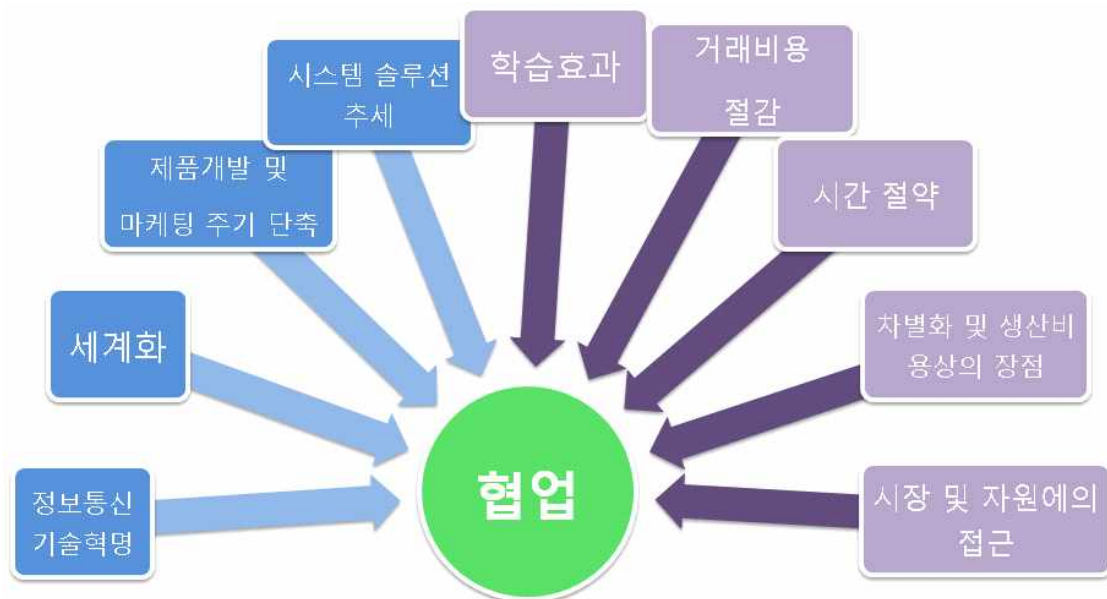 정보통신
기술혁명
세계화
제품개발 및
마케팅 주기 단축
시스템 솔루션
추세
학습효과
거래비용
절감
시간 절약
차별화 및 생산비
용상의 장점
시장 및 자원에의
접근
협업